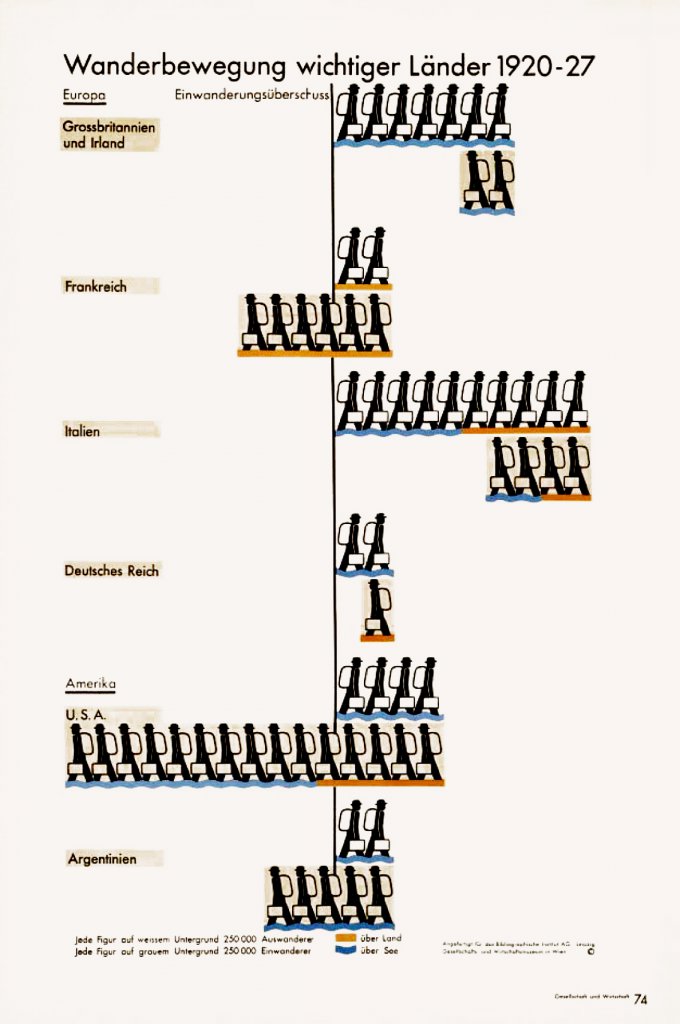 Wanderbewegung wichtiger Länder 1920-27
Europa Einwanderungsüberschuss
Grossbritannien
und Irland
Frankreich
Italien
Deutsches Reich
Amerika
U.S.A.
Argentinien
Jede Figur auf weissem Untergrund 250 000 Auswanderer über Land
Jede Figur auf grauem Untergrund 250 000 Einwanderer über See
Angefertigt für das Bibliographische Institut AG. Leipzig
Gesellschafts- und Wirtschaftsmuseum in Wien ©
Gesellschaft und Wirtschaft 74